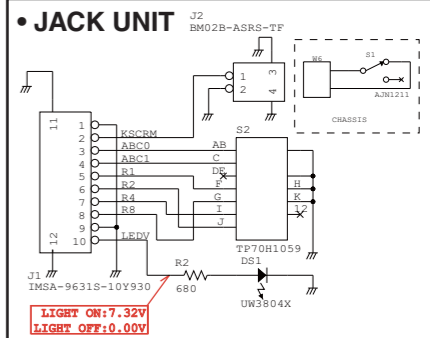 • JACK UNIT
J2
BM02B-ASRS-TF
1
2
3
4
W6
S1
AJN1211
CHASSIS
11
12
1
2
3
4
5
6
7
8
9
10
KSCRM
ABC0
ABC1
R1
R2
R4
R8
LEDV
S2
AB
C
DE
F
G
I
J
H
K
12
TP70H1059
J1
IMSA-9631S-10Y930
R2
680
DS1
UW3804X
LIGHT ON:7.32V
LIGHT OFF:0.00V